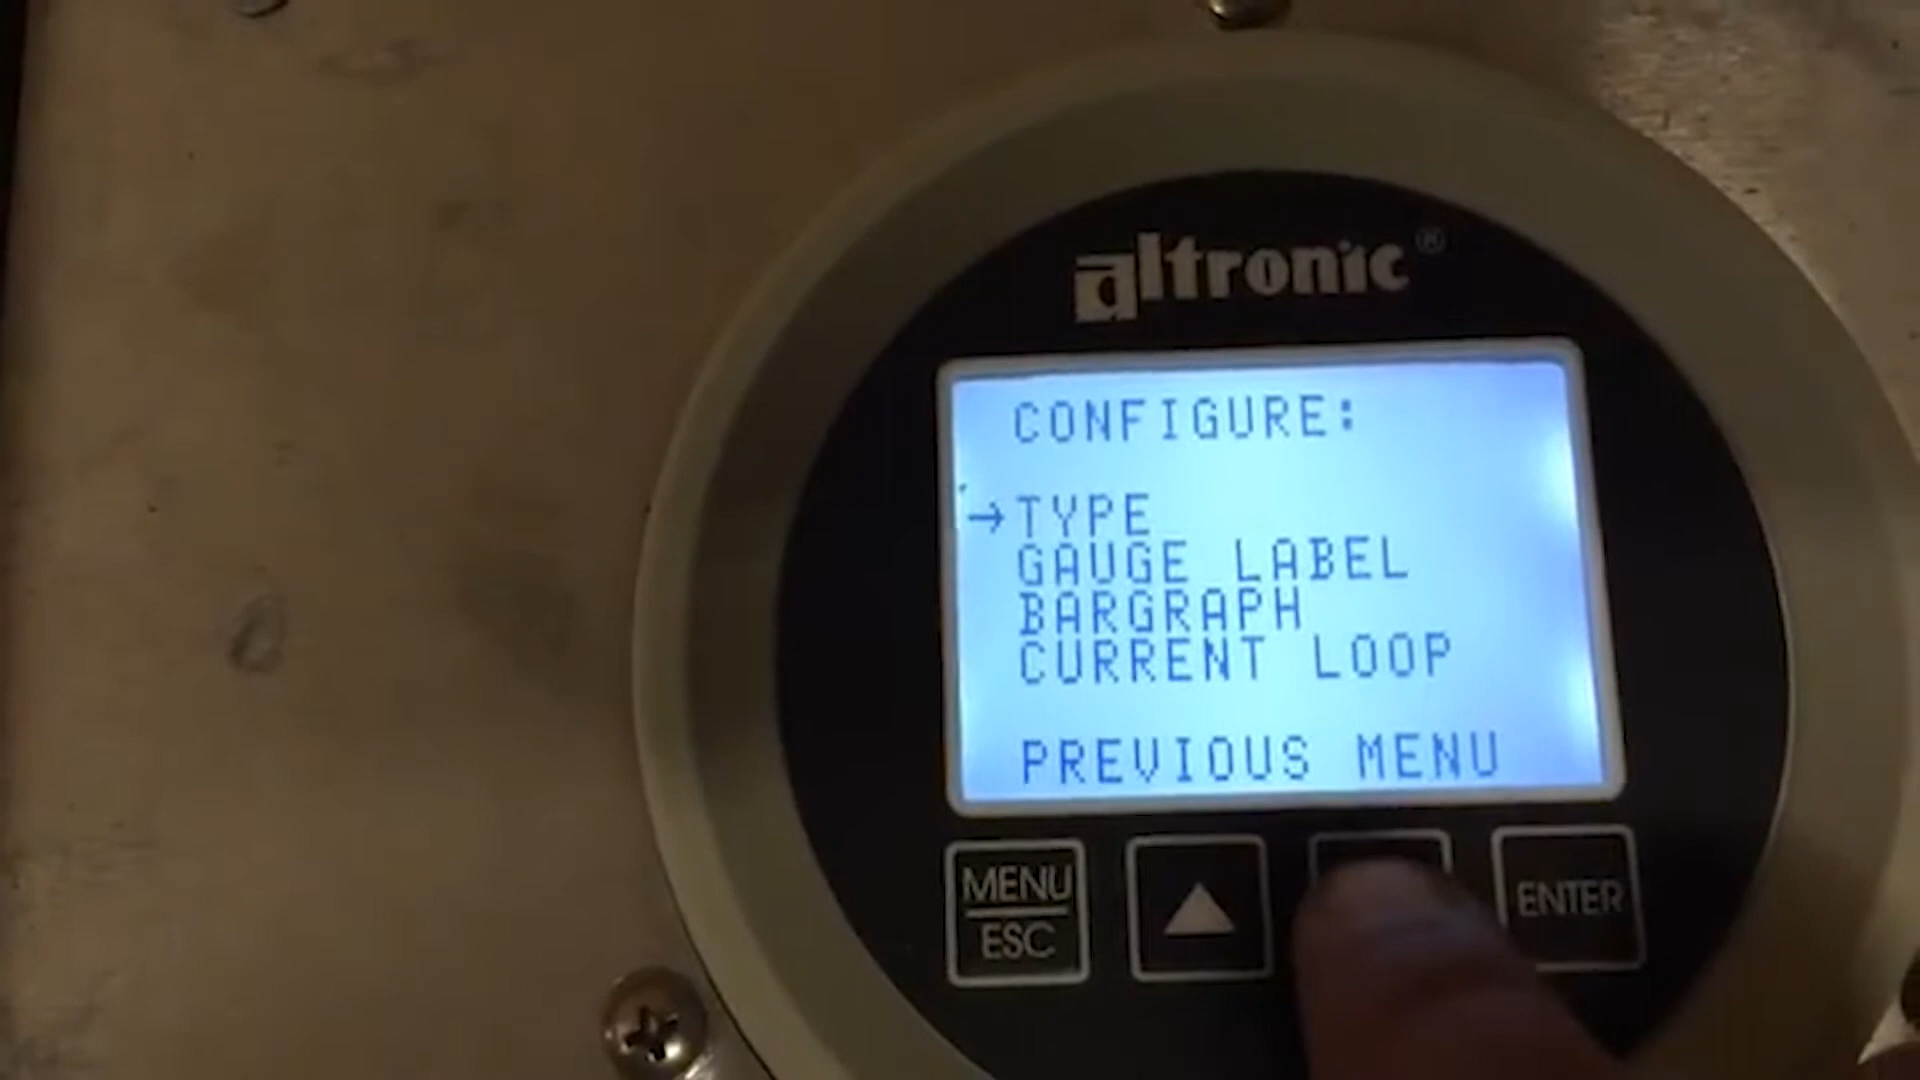 altronic®
CONFIGURE:
→TYPE
GAUGE LABEL
BARGRAPH
CURRENT LOOP
PREVIOUS MENU
MENU
ESC
ENTER